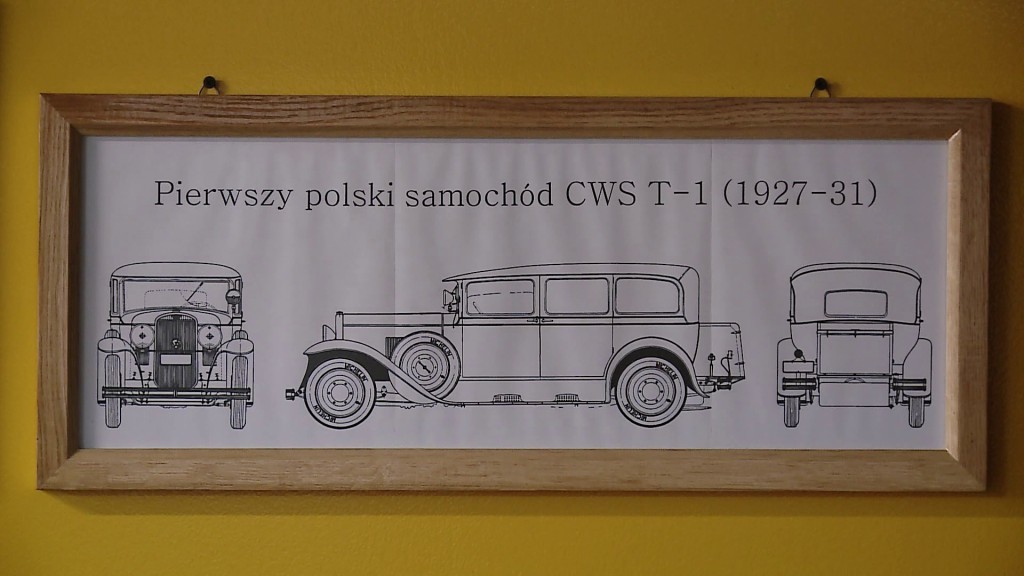 Pierwszy polski samochód CWS T-1 (1927-31)